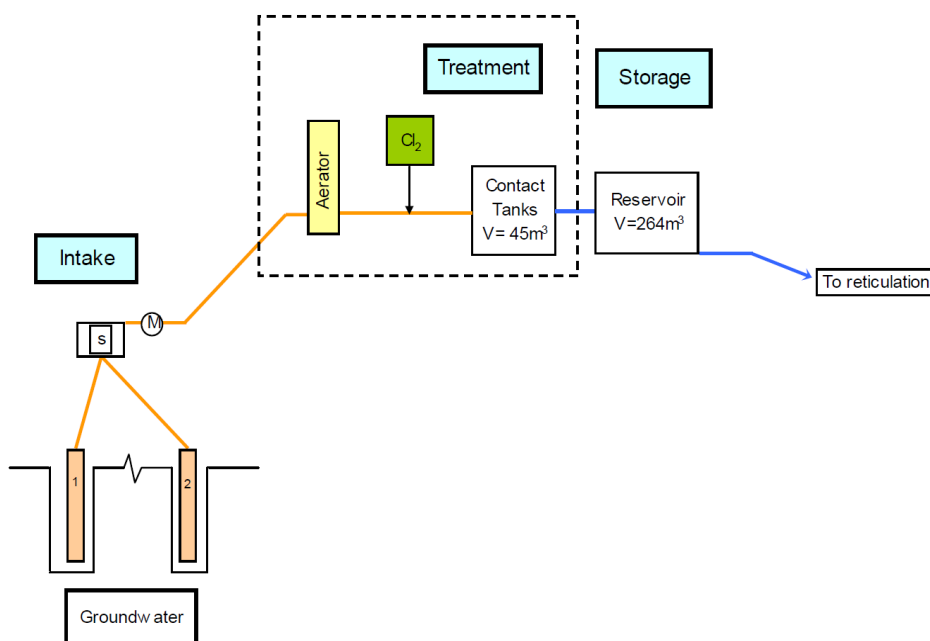 Treatment
Storage
Cl₂
Aerator
Contact
Tanks
V= 45m³
Reservoir
V=264m³
Intake
To reticulation
M
s
1
2
Groundwater